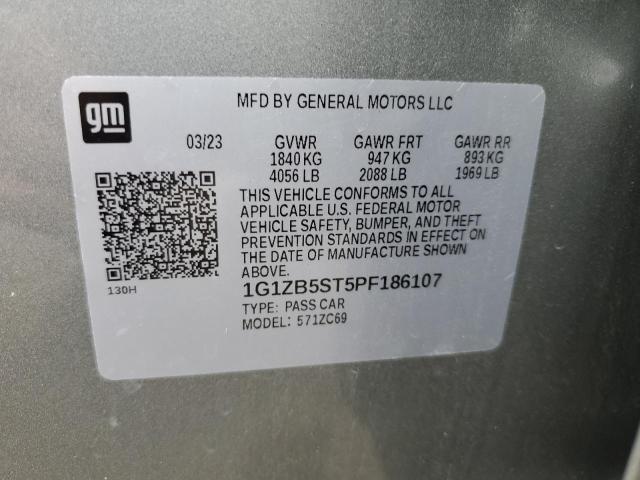 gm
MFD BY GENERAL MOTORS LLC
03/23 GVWR GAWR FRT GAWR RR
1840 KG 947 KG 893 KG
4056 LB 2088 LB 1969 LB
THIS VEHICLE CONFORMS TO ALL
APPLICABLE U.S. FEDERAL MOTOR
VEHICLE SAFETY, BUMPER, AND THEFT
PREVENTION STANDARDS IN EFFECT ON
THE DATE OF MANUFACTURE SHOWN
ABOVE.
130H
1G1ZB5ST5PF186107
TYPE: PASS CAR
MODEL: 571ZC69